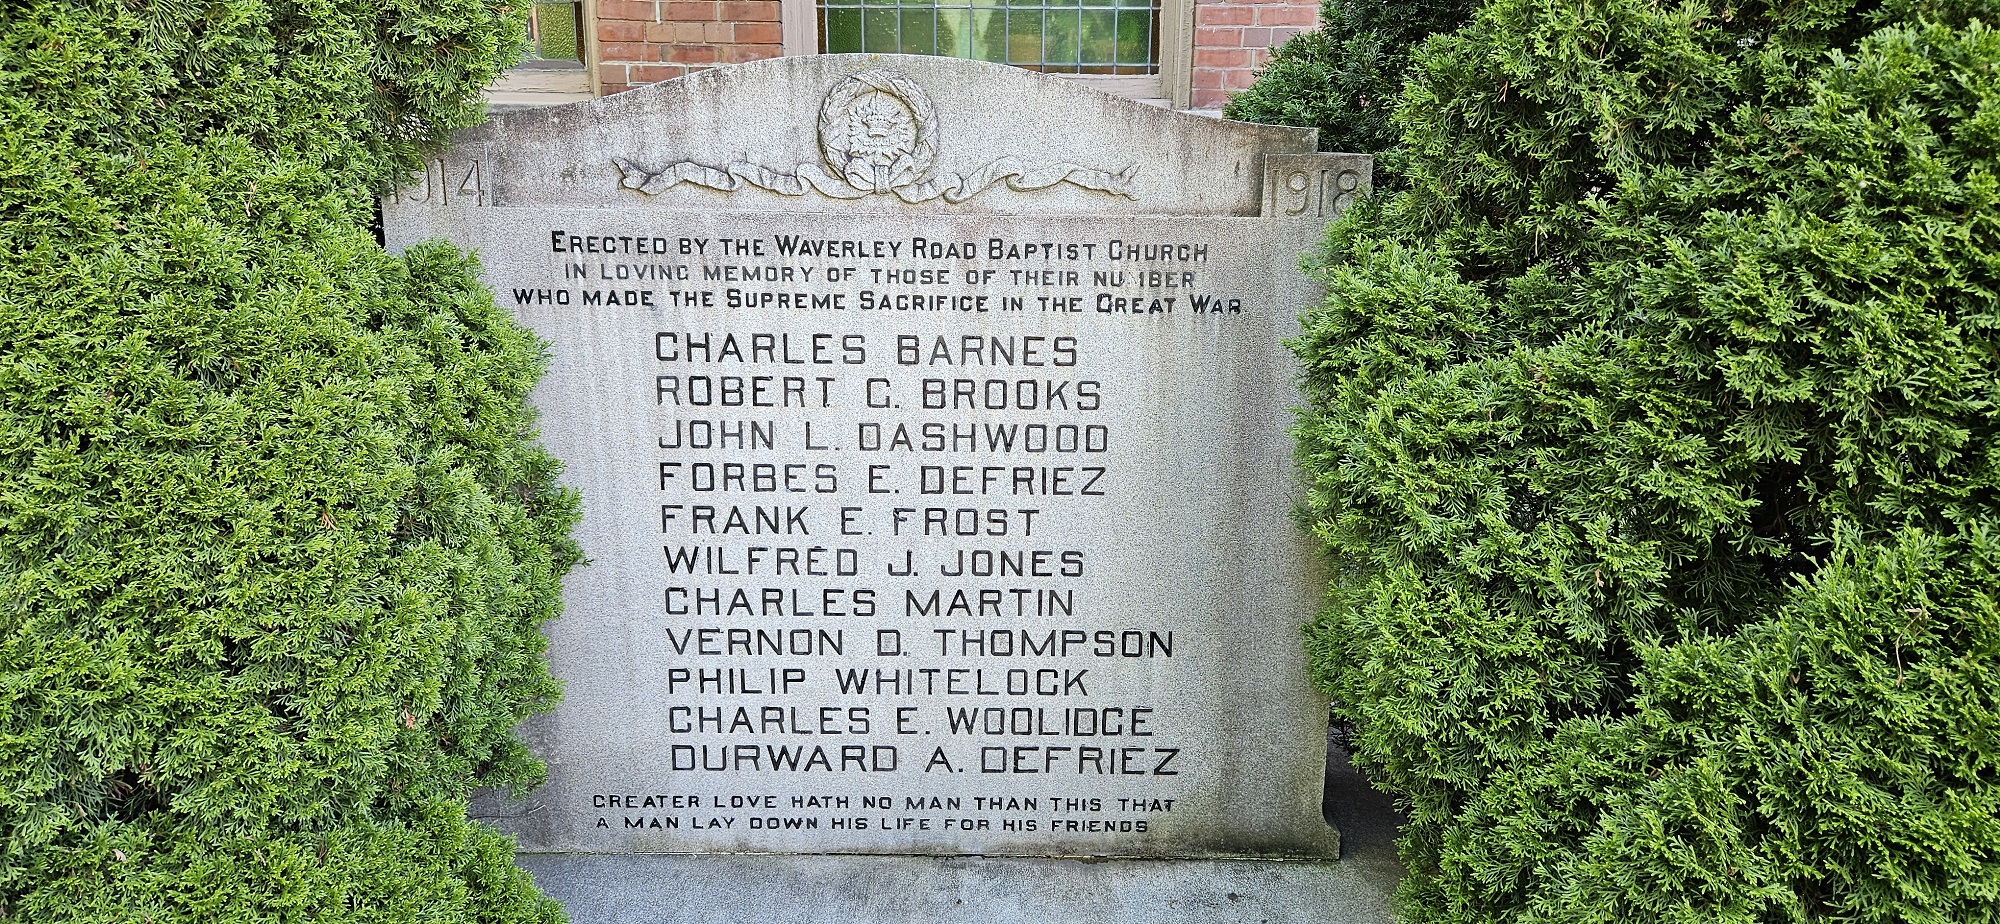 1914
1918
ERECTED BY THE WAVERLEY ROAD BAPTIST CHURCH
IN LOVING MEMORY OF THOSE OF THEIR NUMBER
WHO MADE THE SUPREME SACRIFICE IN THE GREAT WAR
CHARLES BARNES
ROBERT G. BROOKS
JOHN L. DASHWOOD
FORBES E. DEFRIEZ
FRANK E. FROST
WILFRED J. JONES
CHARLES MARTIN
VERNON D. THOMPSON
PHILIP WHITELOCK
CHARLES E. WOOLIDGE
DURWARD A. DEFRIEZ
GREATER LOVE HATH NO MAN THAN THIS THAT
A MAN LAY DOWN HIS LIFE FOR HIS FRIENDS